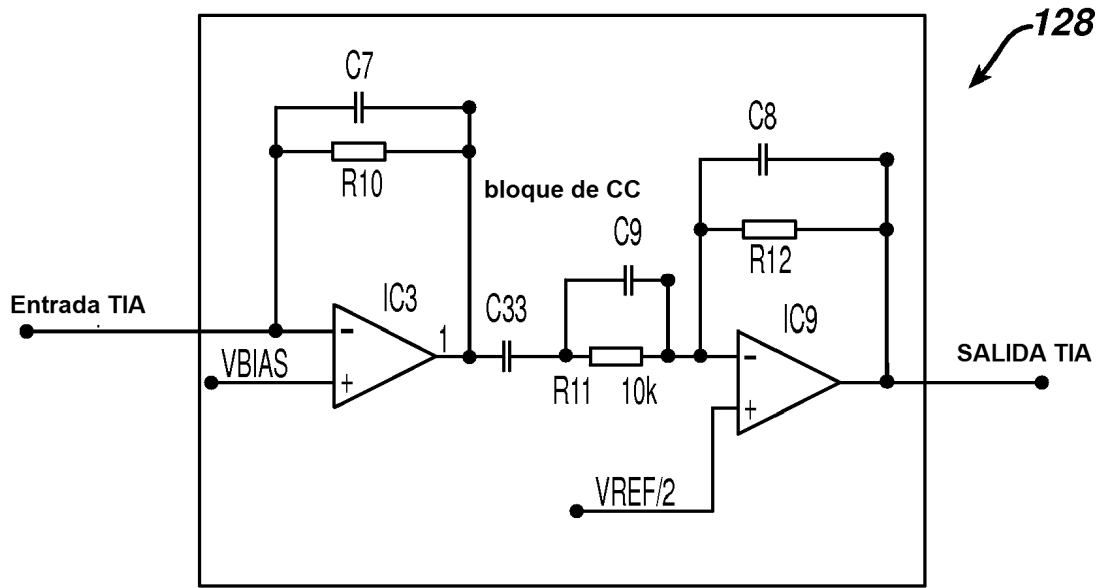 128
C7
R10
bloque de CC
C8
C9
R12
Entrada TIA
IC3
C33
IC9
1
VBIAS
-
+
R11 10k
-
+
SALIDA TIA
VREF/2